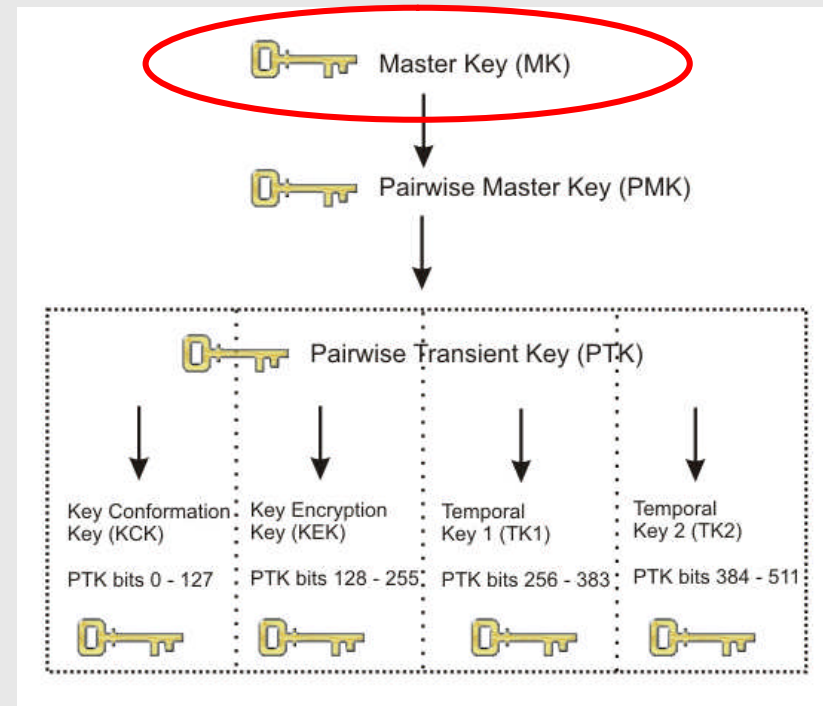 Master Key (MK)
Pairwise Master Key (PMK)
Pairwise Transient Key (PTK)
Key Conformation
Key (KCK)
PTK bits 0 - 127
Key Encryption
Key (KEK)
PTK bits 128 - 255
Temporal
Key 1 (TK1)
PTK bits 256 - 383
Temporal
Key 2 (TK2)
PTK bits 384 - 511